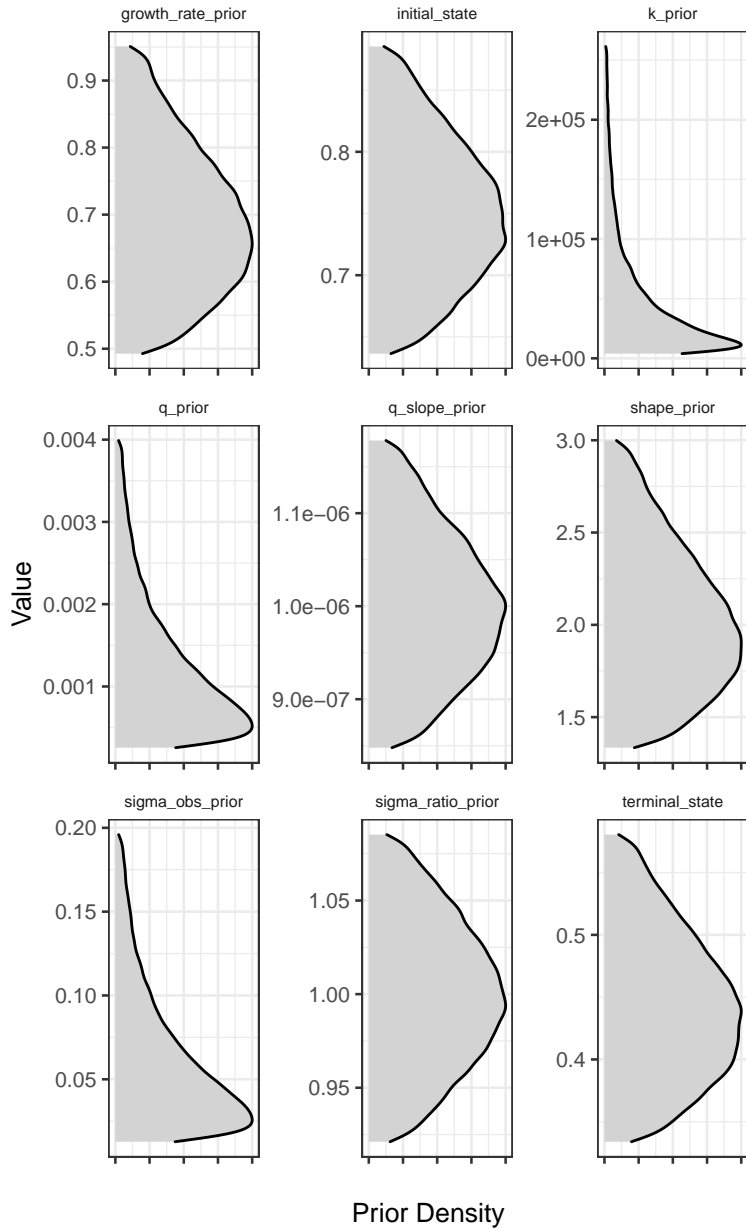 growth_rate_prior
initial_state
k_prior
0.9
0.8
0.7
0.6
0.5
0.8
0.7
2e+05
1e+05
0e+00
q_prior
q_slope_prior
shape_prior
0.004
0.003
0.002
0.001
1.1e−06
1.0e−06
9.0e−07
3.0
2.5
2.0
1.5
sigma_obs_prior
sigma_ratio_prior
terminal_state
0.20
0.15
0.10
0.05
1.05
1.00
0.95
0.5
0.4
Value
Prior Density